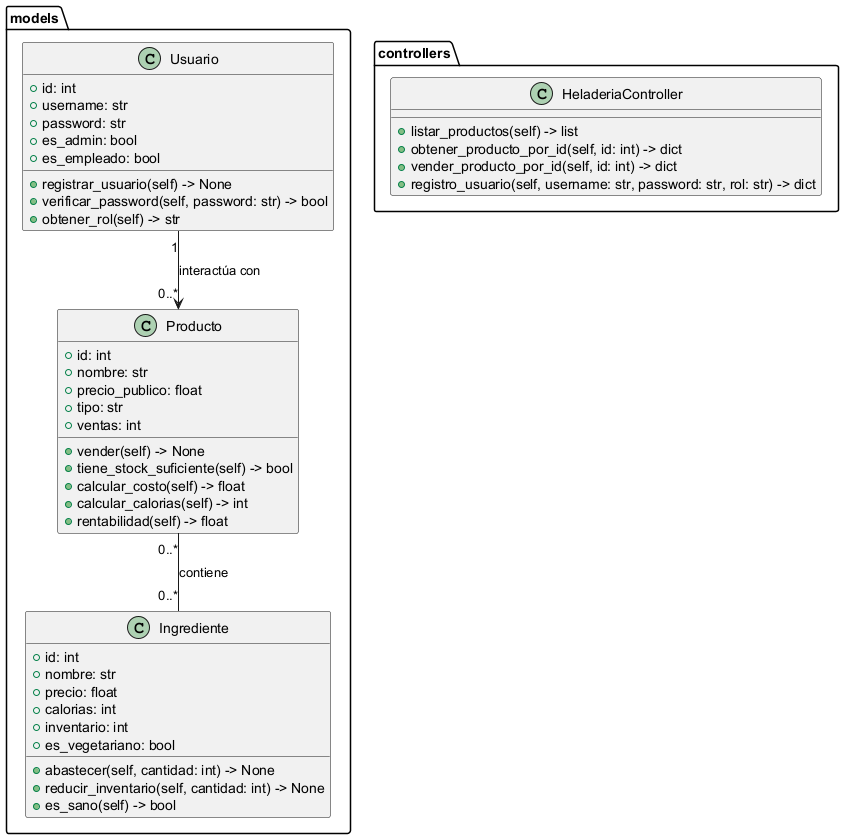 models
Usuario
id: int
username: str
password: str
es_admin: bool
es_empleado: bool
registrar_usuario(self) -> None
verificar_password(self, password: str) -> bool
obtener_rol(self) -> str
1
interactúa con
0..*
Producto
id: int
nombre: str
precio_publico: float
tipo: str
ventas: int
vender(self) -> None
tiene_stock_suficiente(self) -> bool
calcular_costo(self) -> float
calcular_calorias(self) -> int
rentabilidad(self) -> float
0..*
contiene
0..*
Ingrediente
id: int
nombre: str
precio: float
calorias: int
inventario: int
es_vegetariano: bool
abastecer(self, cantidad: int) -> None
reducir_inventario(self, cantidad: int) -> None
es_sano(self) -> bool
controllers
HeladeriaController
listar_productos(self) -> list
obtener_producto_por_id(self, id: int) -> dict
vender_producto_por_id(self, id: int) -> dict
registro_usuario(self, username: str, password: str, rol: str) -> dict